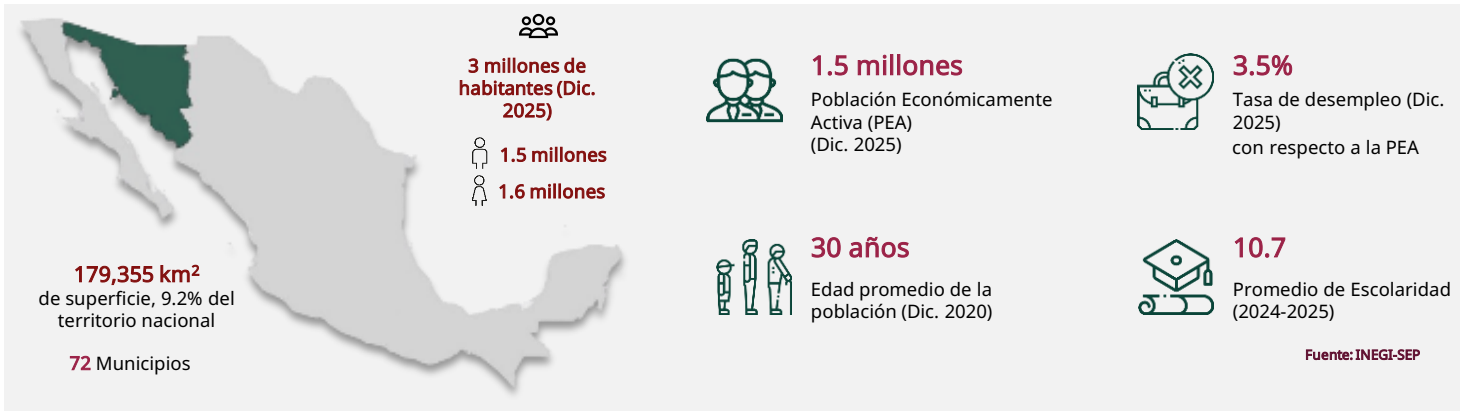 3 millones de
habitantes (Dic.
2025)
1.5 millones
1.6 millones
179,355 km²
de superficie, 9.2% del
territorio nacional
72 Municipios
1.5 millones
Población Económicamente
Activa (PEA)
(Dic. 2025)
3.5%
Tasa de desempleo (Dic.
2025)
con respecto a la PEA
30 años
Edad promedio de la
población (Dic. 2020)
10.7
Promedio de Escolaridad
(2024-2025)
Fuente: INEGI-SEP